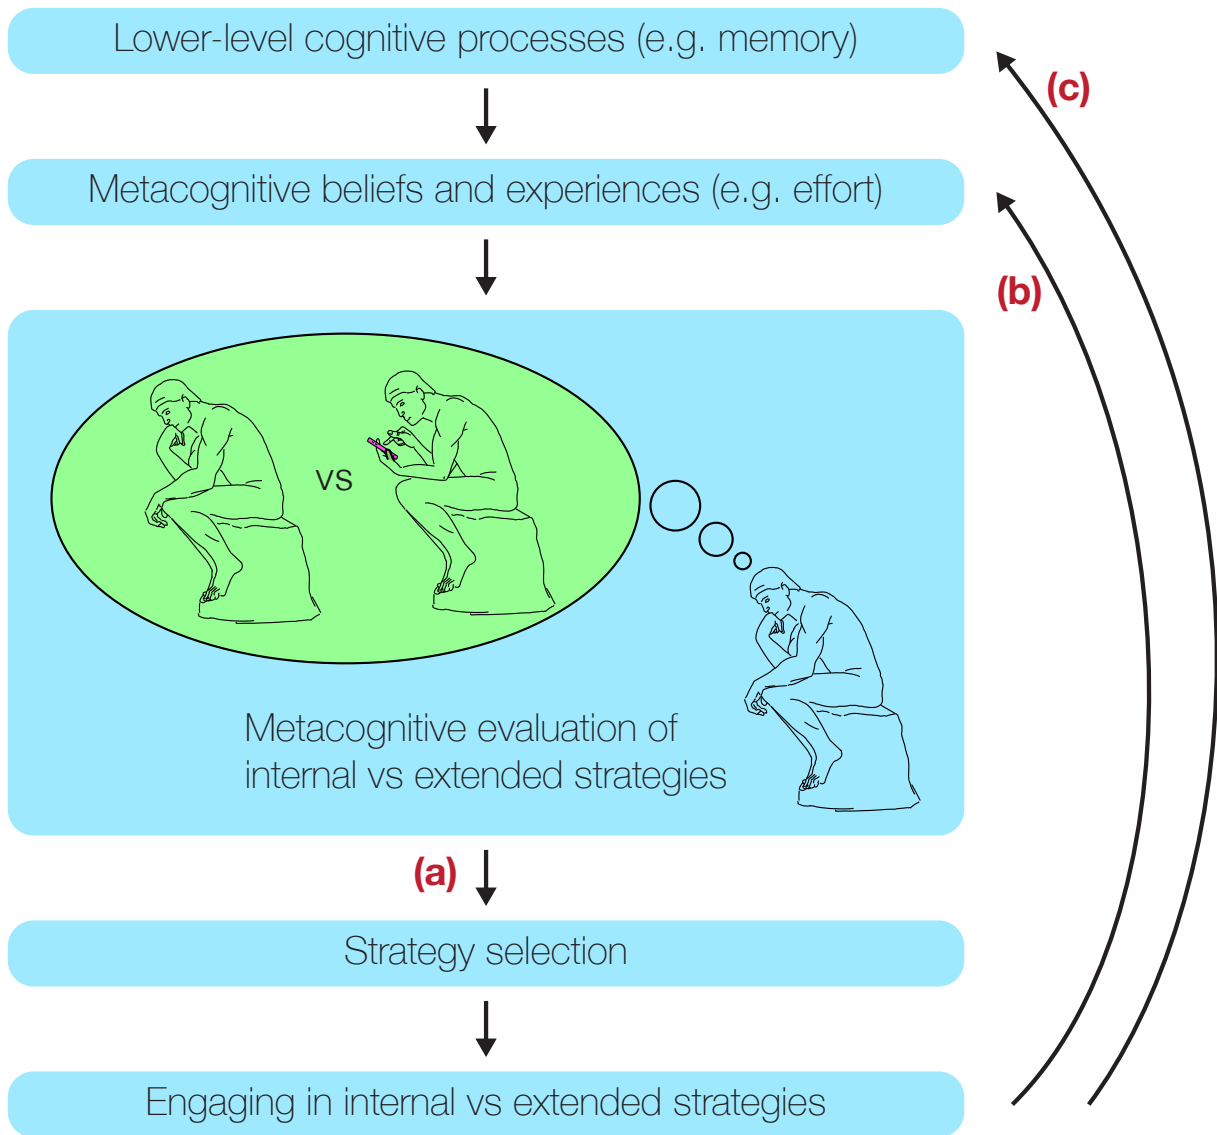 Lower-level cognitive processes (e.g. memory)
(c)
Metacognitive beliefs and experiences (e.g. effort)
(b)
vs
Metacognitive evaluation of
internal vs extended strategies
(a)
Strategy selection
Engaging in internal vs extended strategies